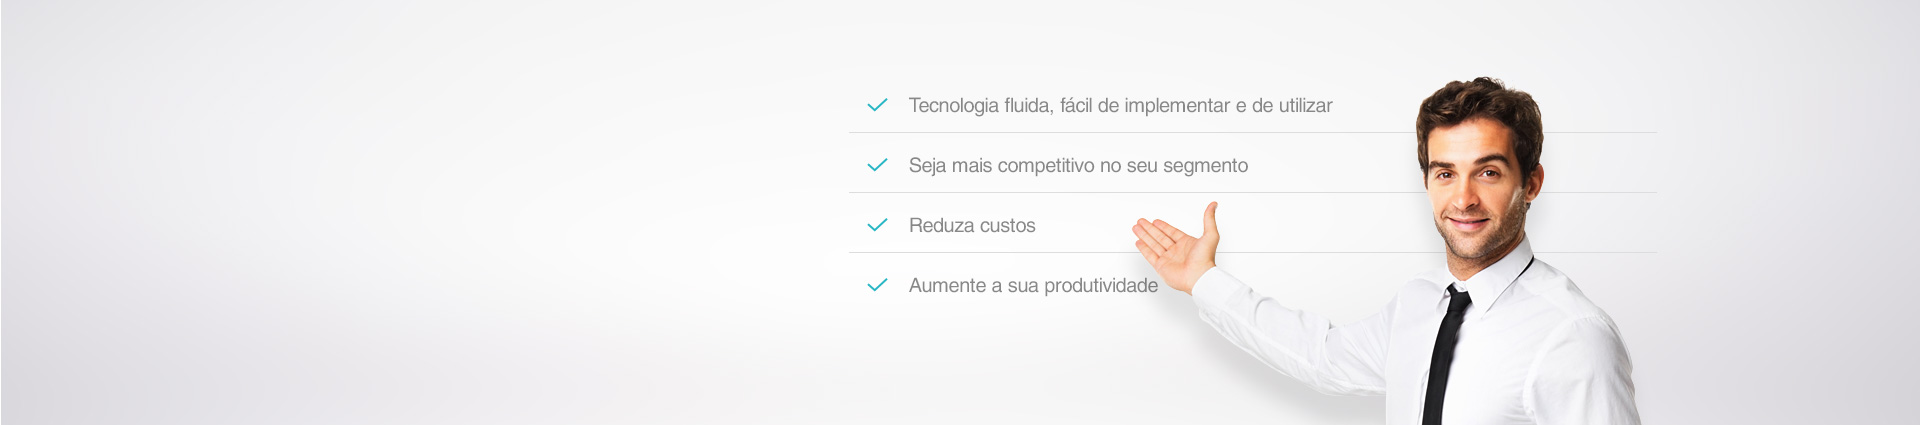 Tecnologia fluida, fácil de implementar e de utilizar
Seja mais competitivo no seu segmento
Reduza custos
Aumente a sua produtividade